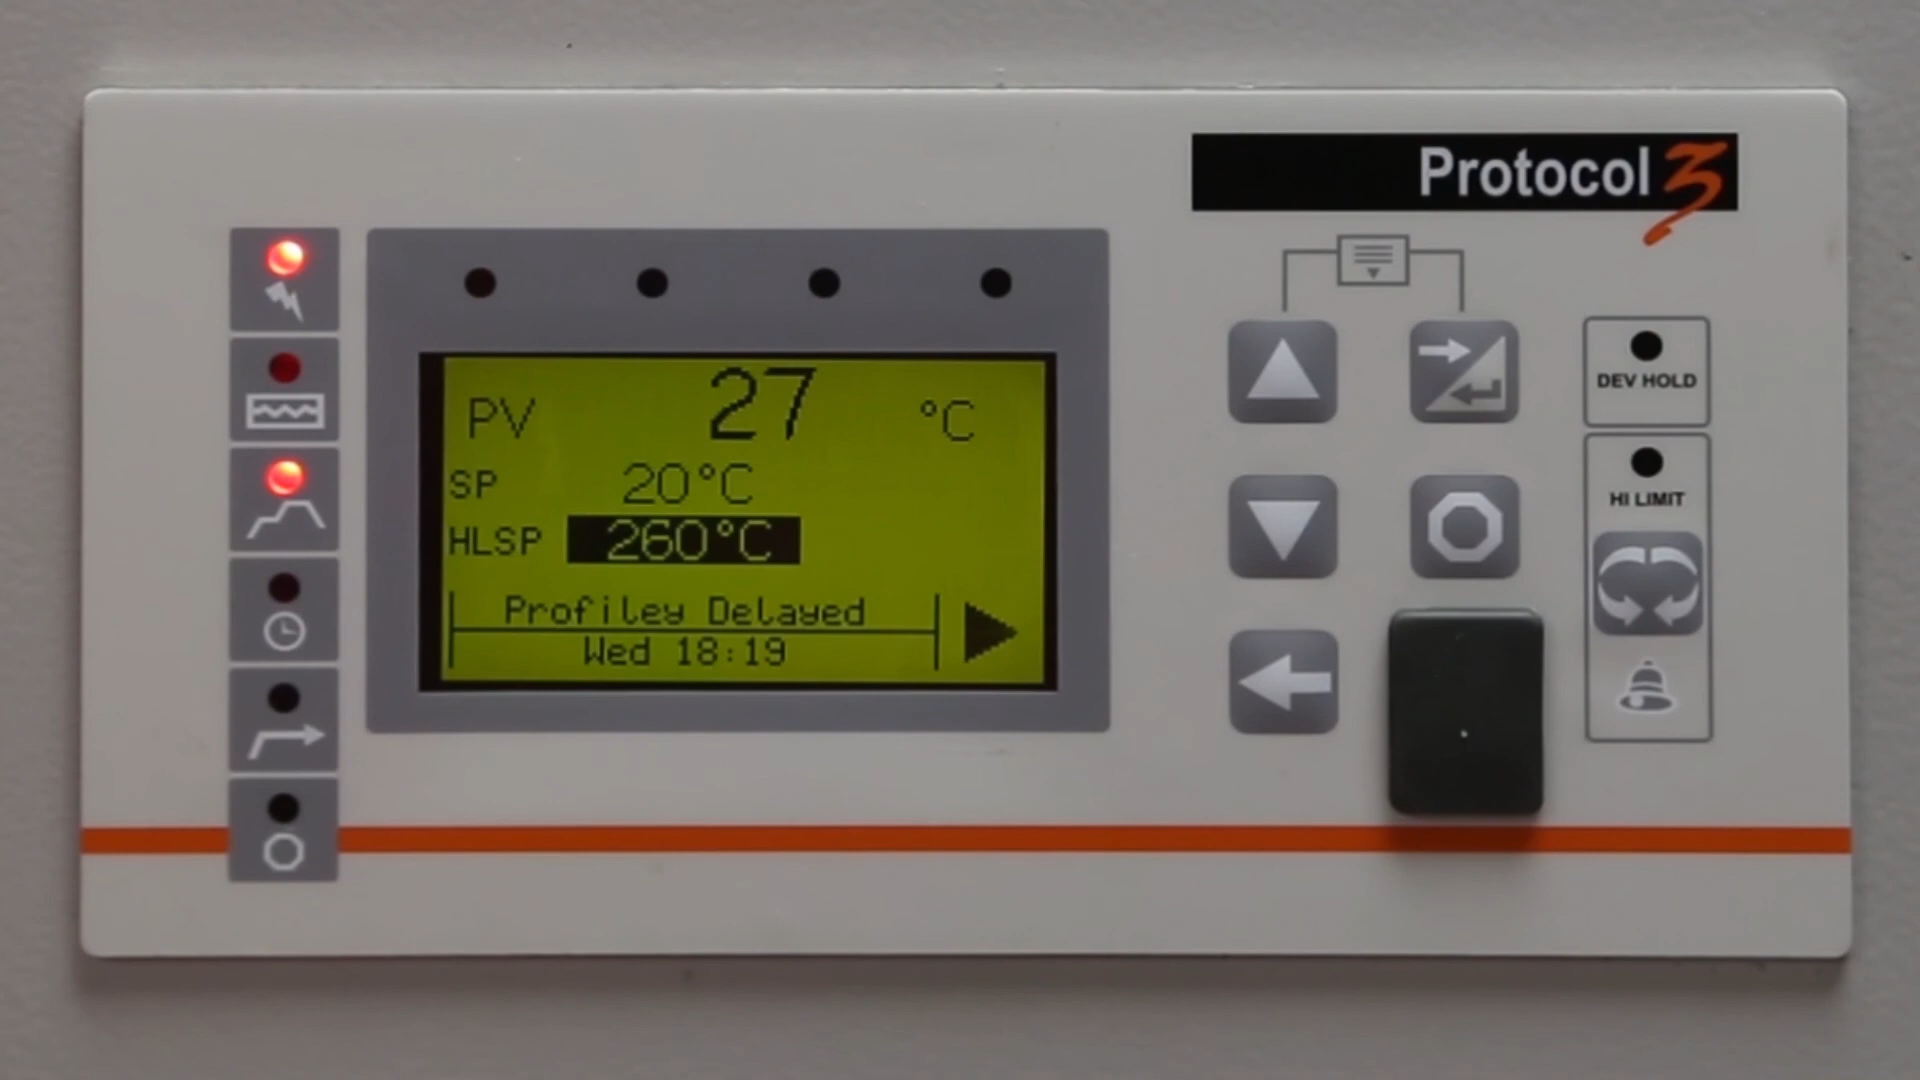 Protocol 3
PV 27 °C
SP 20°C
HLSP 260°C
Profiley Delayed
Wed 18:19
DEV HOLD
HI LIMIT